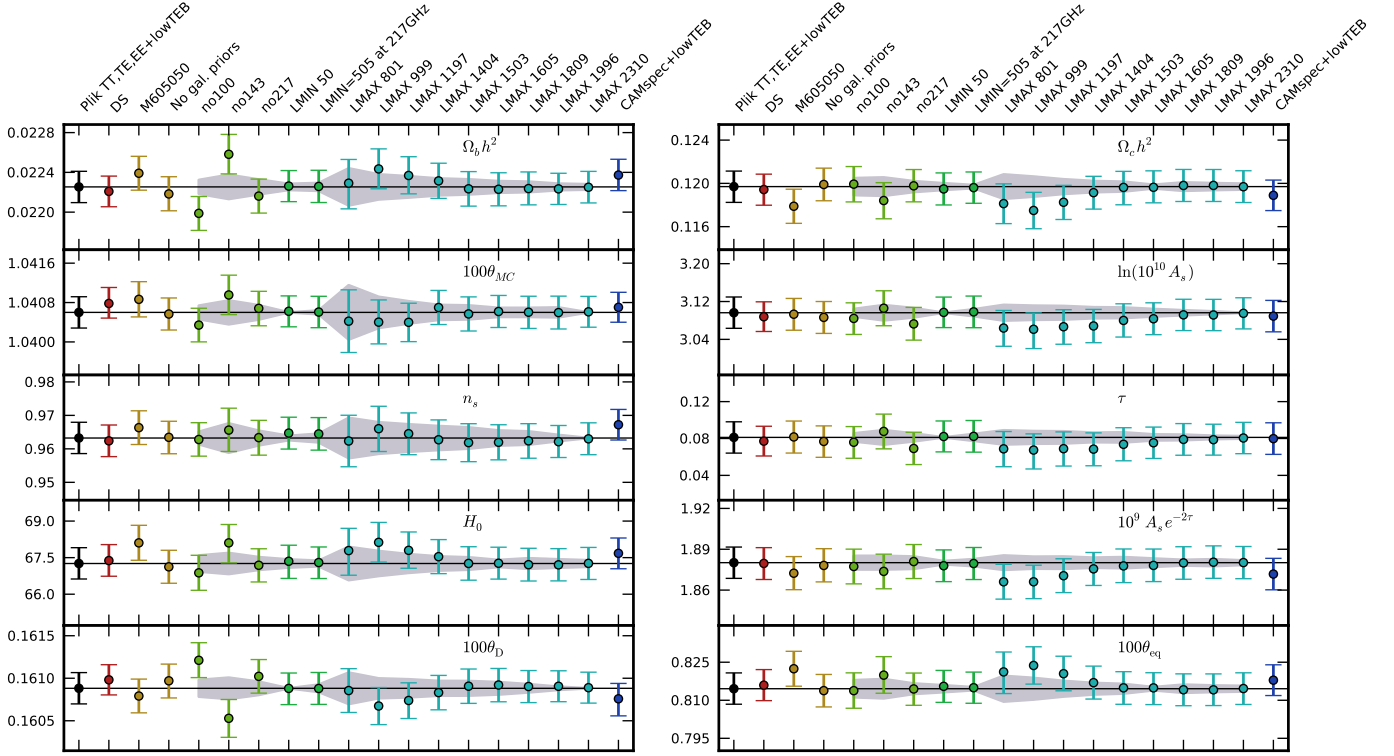 Plik TT,TE,EE+lowTEB
DS
M605050
No gal. priors
no100
no143
no217
LMIN 50
LMIN=505 at 217GHz
LMAX 801
LMAX 999
LMAX 1197
LMAX 1404
LMAX 1503
LMAX 1605
LMAX 1809
LMAX 1996
LMAX 2310
CAMspec+lowTEB
0.0228
0.0224
0.0220
Ω_b h²
1.0416
1.0408
1.0400
100θ_MC
0.98
0.97
0.96
0.95
n_s
69.0
67.5
66.0
H_0
0.1615
0.1610
0.1605
100θ_D
Plik TT,TE,EE+lowTEB
DS
M605050
No gal. priors
no100
no143
no217
LMIN 50
LMIN=505 at 217GHz
LMAX 801
LMAX 999
LMAX 1197
LMAX 1404
LMAX 1503
LMAX 1605
LMAX 1809
LMAX 1996
LMAX 2310
CAMspec+lowTEB
0.124
0.120
0.116
Ω_c h²
3.20
3.12
3.04
ln(10¹⁰ A_s)
0.12
0.08
0.04
τ
1.92
1.89
1.86
10⁹ A_s e^{−2τ}
0.825
0.810
0.795
100θ_eq